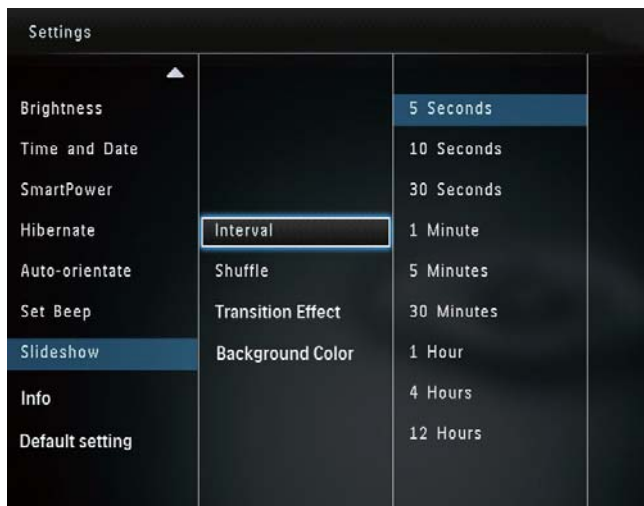 Settings
Brightness
Time and Date
SmartPower
Hibernate
Auto-orientate
Set Beep
Slideshow
Info
Default setting
Interval
Shuffle
Transition Effect
Background Color
5 Seconds
10 Seconds
30 Seconds
1 Minute
5 Minutes
30 Minutes
1 Hour
4 Hours
12 Hours